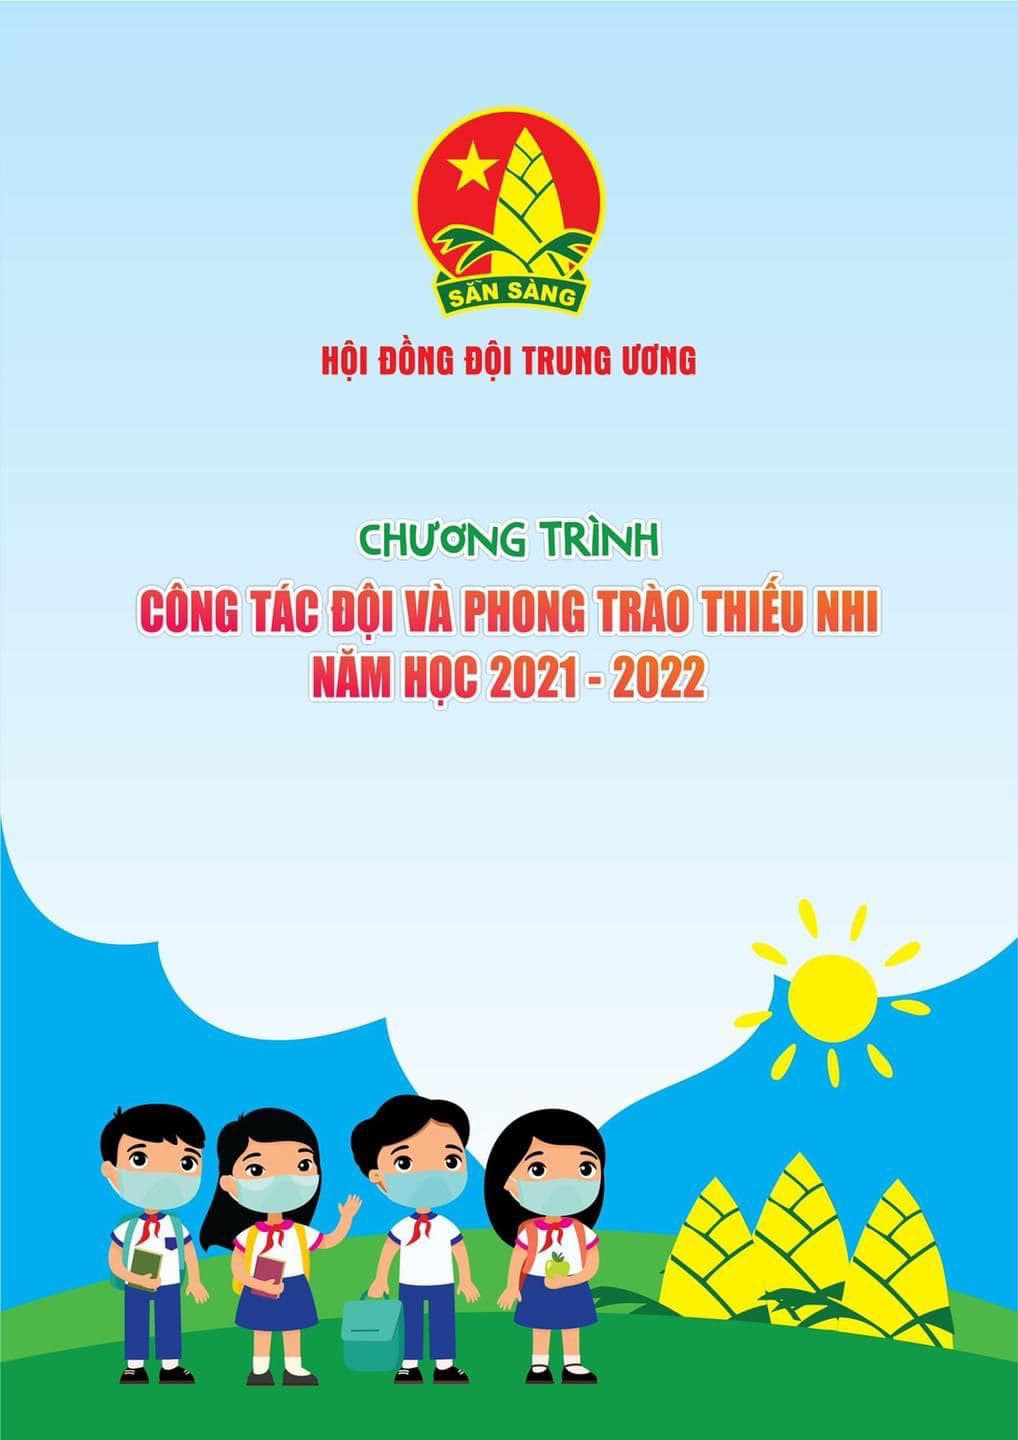 SẴN SÀNG
HỘI ĐỒNG ĐỘI TRUNG ƯƠNG
CHƯƠNG TRÌNH
CÔNG TÁC ĐỘI VÀ PHONG TRÀO THIẾU NHI
NĂM HỌC 2021 - 2022